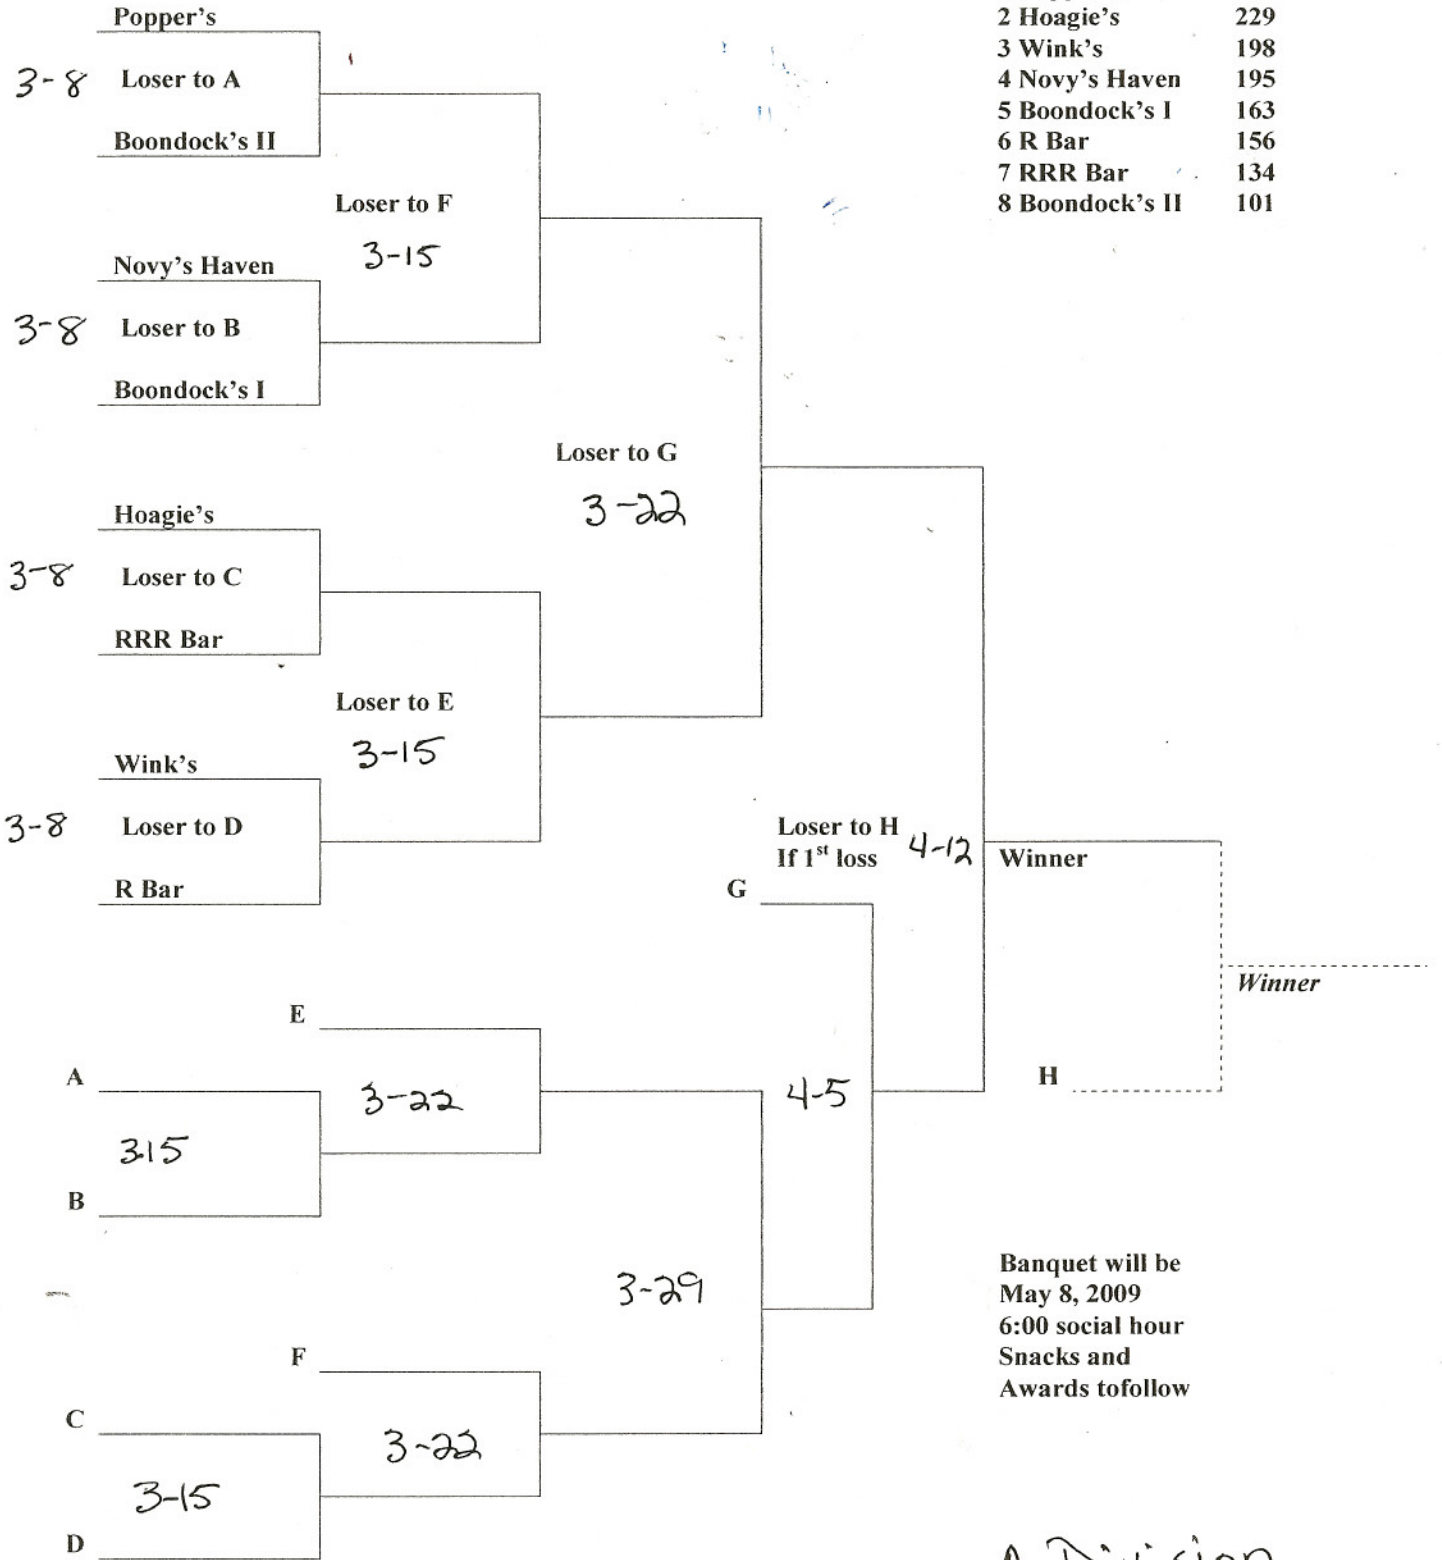 Popper's
3-8 Loser to A
Boondock's II
Loser to F
3-15
Novy's Haven
3-8 Loser to B
Boondock's I
Loser to G
3-22
Hoagie's
3-8 Loser to C
RRR Bar
Loser to E
3-15
Wink's
3-8 Loser to D
R Bar
2 Hoagie's 229
3 Wink's 198
4 Novy's Haven 195
5 Boondock's I 163
6 R Bar 156
7 RRR Bar 134
8 Boondock's II 101
Loser to H
If 1st loss
4-12
Winner
G
Winner
E
A
3-22
3-15
B
4-5
H
3-29
F
C
3-22
3-15
D
Banquet will be
May 8, 2009
6:00 social hour
Snacks and
Awards tofollow
A Division